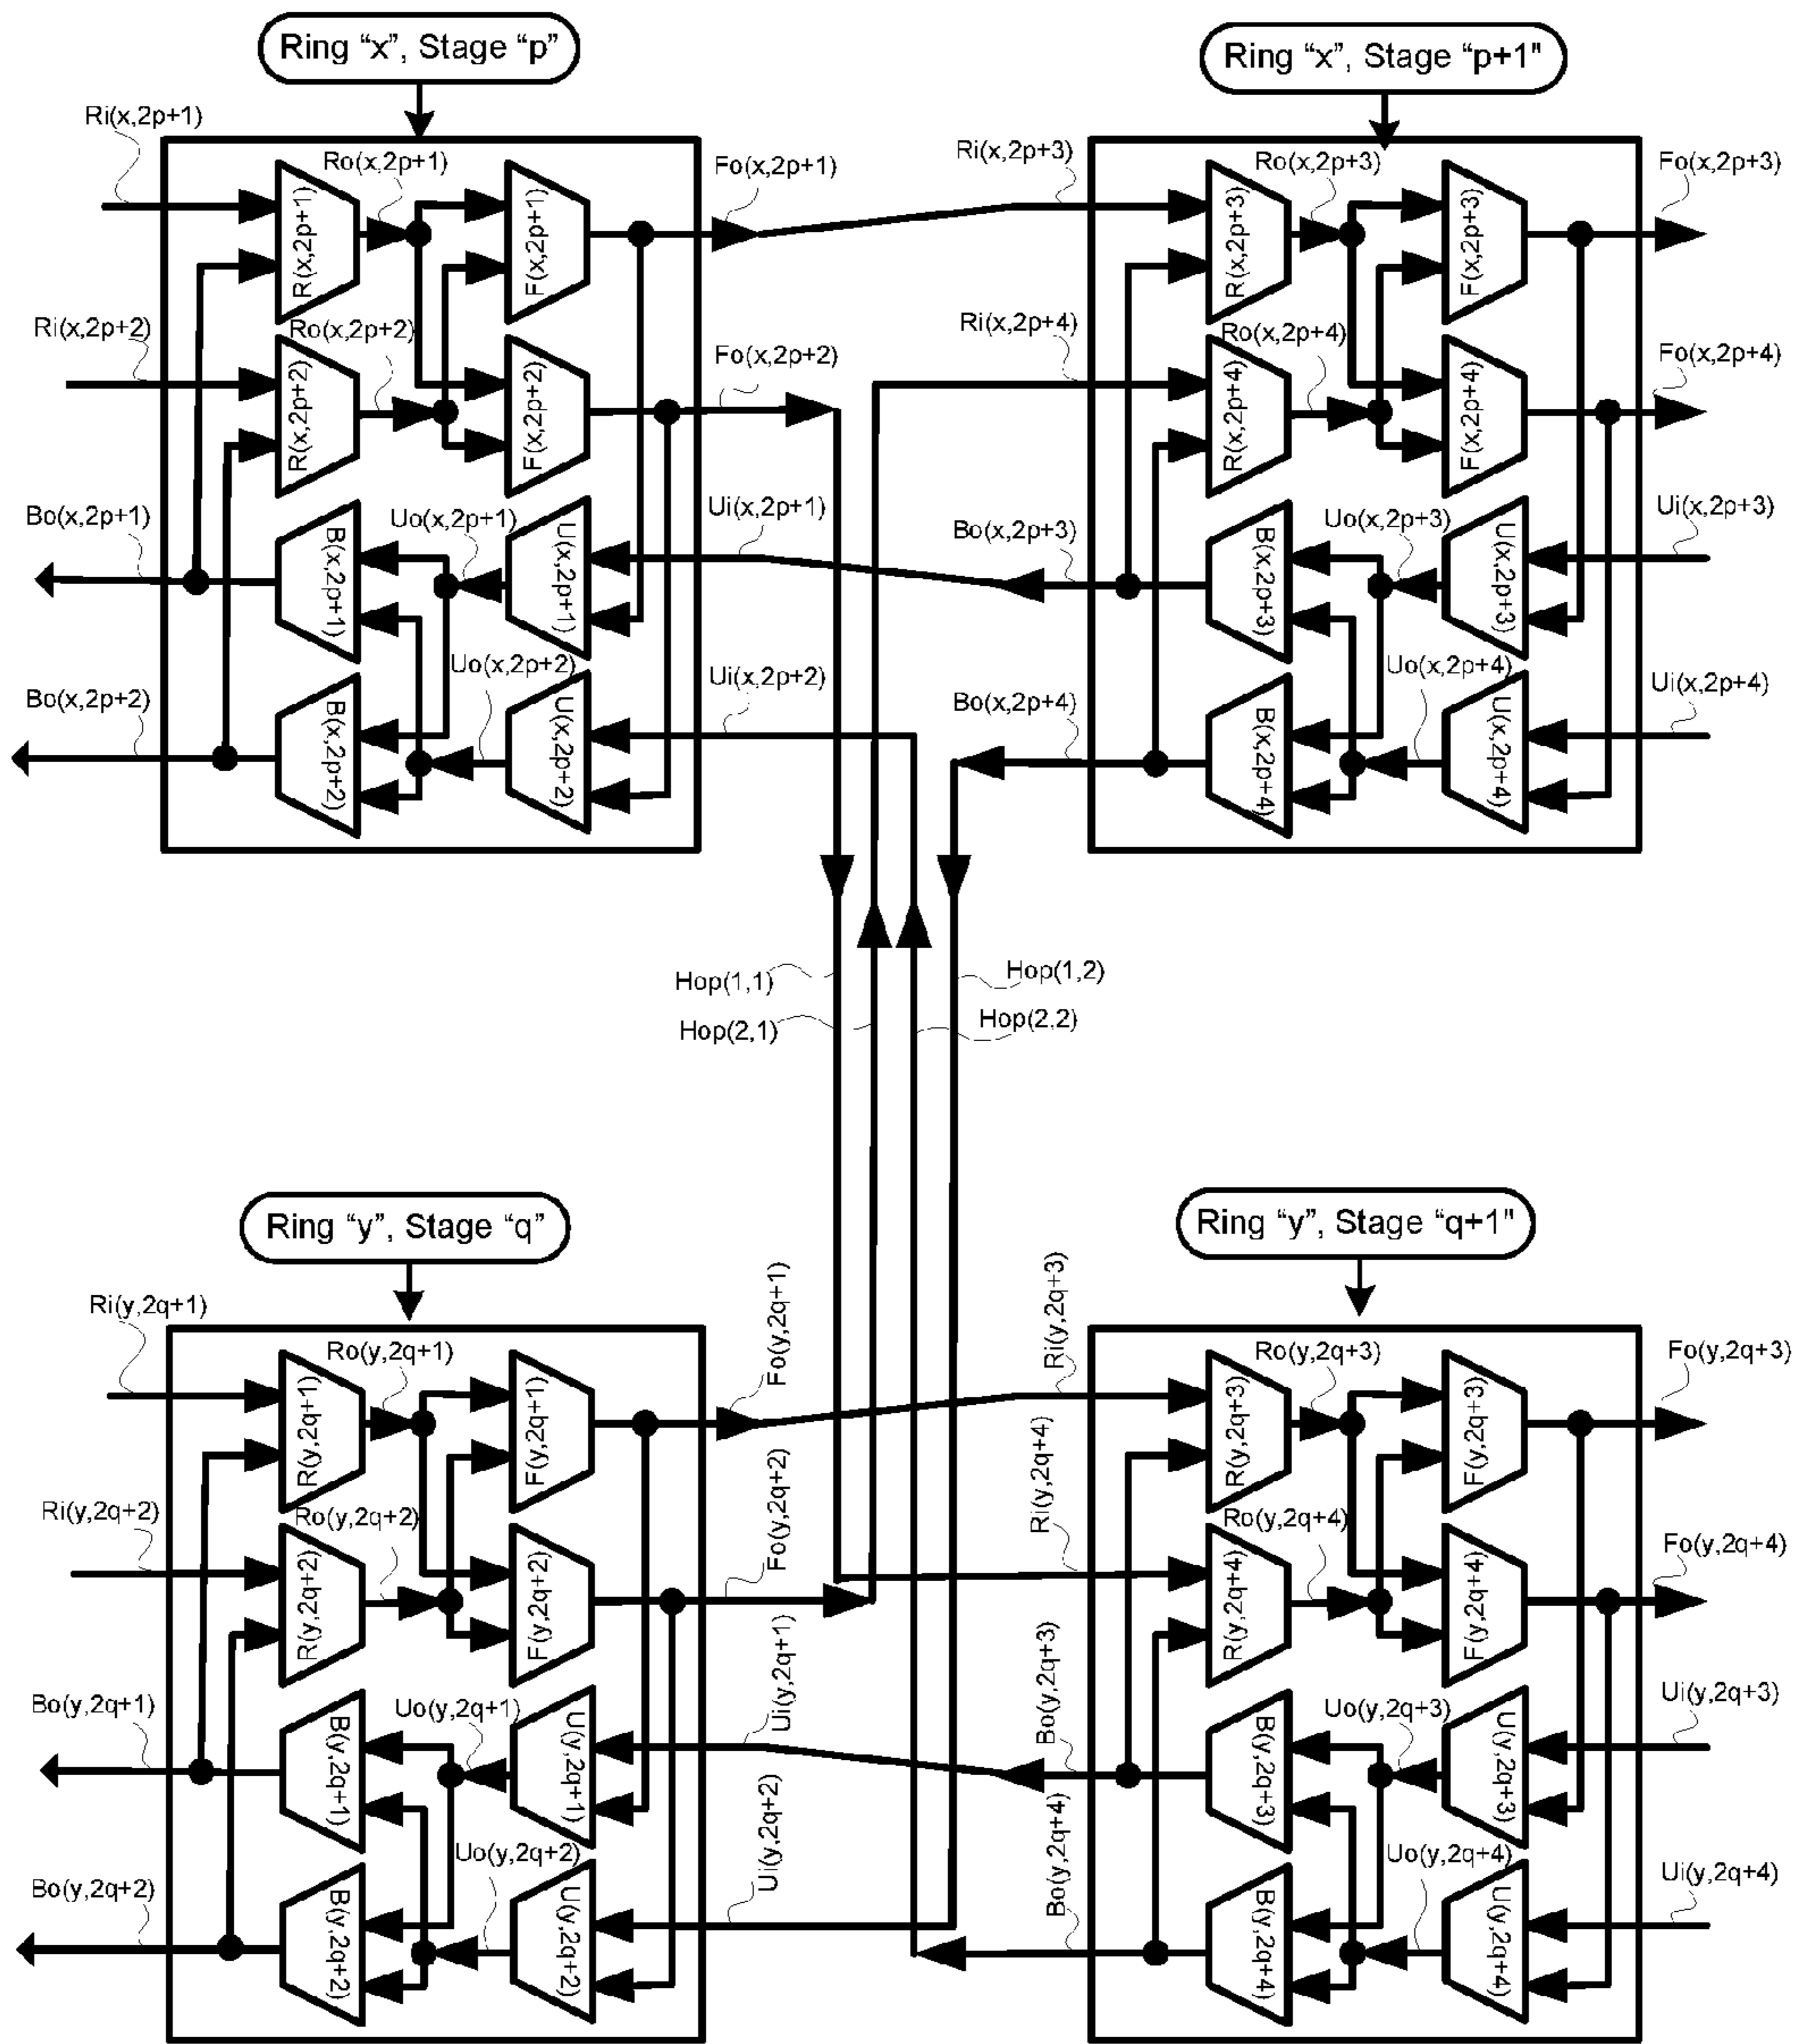 Ring “x”, Stage “p”
Ring “x”, Stage “p+1"
Ri(x,2p+1)
Ro(x,2p+1)
Fo(x,2p+1)
R(x,2p+1)
F(x,2p+1)
Ri(x,2p+2)
Ro(x,2p+2)
Fo(x,2p+2)
R(x,2p+2)
F(x,2p+2)
Bo(x,2p+1)
Uo(x,2p+1)
Ui(x,2p+1)
B(x,2p+1)
U(x,2p+1)
Bo(x,2p+2)
Uo(x,2p+2)
Ui(x,2p+2)
B(x,2p+2)
U(x,2p+2)
Ri(x,2p+3)
Ro(x,2p+3)
Fo(x,2p+3)
R(x,2p+3)
F(x,2p+3)
Ri(x,2p+4)
Ro(x,2p+4)
Fo(x,2p+4)
R(x,2p+4)
F(x,2p+4)
Bo(x,2p+3)
Uo(x,2p+3)
Ui(x,2p+3)
B(x,2p+3)
U(x,2p+3)
Bo(x,2p+4)
Uo(x,2p+4)
Ui(x,2p+4)
B(x,2p+4)
U(x,2p+4)
Hop(1,1)
Hop(1,2)
Hop(2,1)
Hop(2,2)
Ring “y”, Stage “q”
Ring “y”, Stage “q+1"
Ri(y,2q+1)
Ro(y,2q+1)
Fo(y,2q+1)
R(y,2q+1)
F(y,2q+1)
Ri(y,2q+2)
Ro(y,2q+2)
Fo(y,2q+2)
R(y,2q+2)
F(y,2q+2)
Bo(y,2q+1)
Uo(y,2q+1)
Ui(y,2q+1)
B(y,2q+1)
U(y,2q+1)
Bo(y,2q+2)
Uo(y,2q+2)
Ui(y,2q+2)
B(y,2q+2)
U(y,2q+2)
Ri(y,2q+3)
Ro(y,2q+3)
Fo(y,2q+3)
R(y,2q+3)
F(y,2q+3)
Ri(y,2q+4)
Ro(y,2q+4)
Fo(y,2q+4)
R(y,2q+4)
F(y,2q+4)
Bo(y,2q+3)
Uo(y,2q+3)
Ui(y,2q+3)
B(y,2q+3)
U(y,2q+3)
Bo(y,2q+4)
Uo(y,2q+4)
Ui(y,2q+4)
B(y,2q+4)
U(y,2q+4)